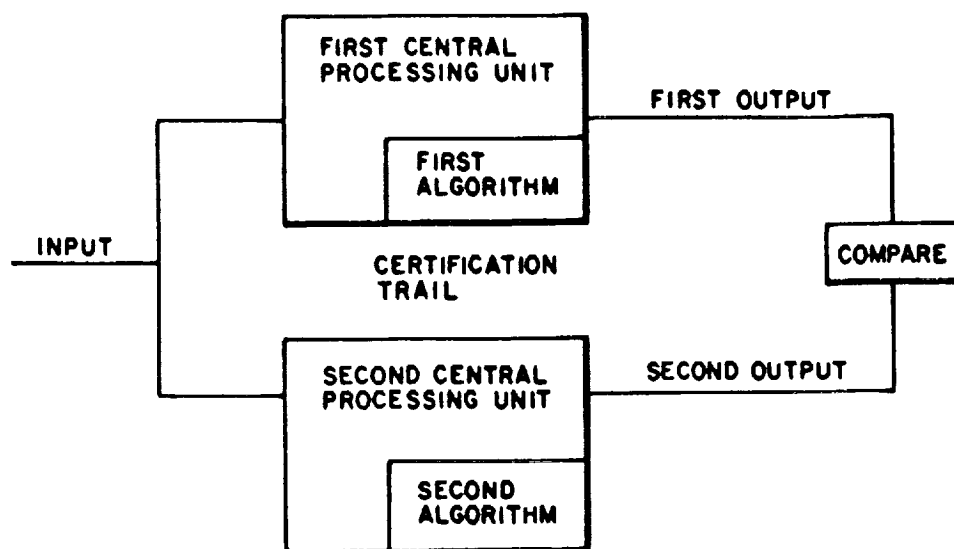 FIRST CENTRAL
PROCESSING UNIT
FIRST OUTPUT
FIRST
ALGORITHM
INPUT
CERTIFICATION
TRAIL
COMPARE
SECOND CENTRAL
PROCESSING UNIT
SECOND OUTPUT
SECOND
ALGORITHM